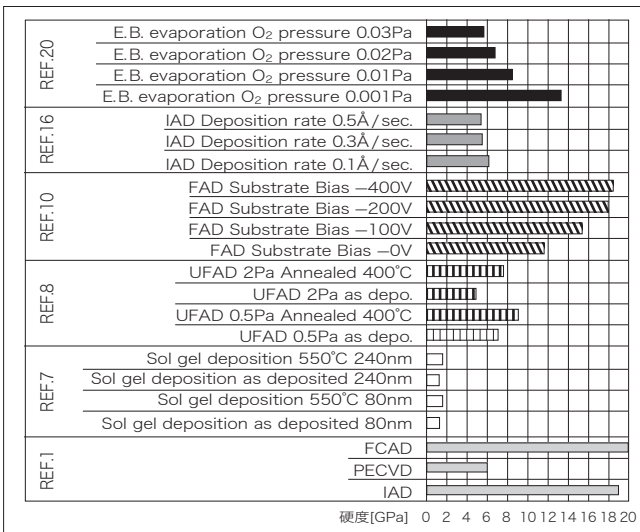 REF.20
E.B. evaporation O₂ pressure 0.03Pa
E.B. evaporation O₂ pressure 0.02Pa
E.B. evaporation O₂ pressure 0.01Pa
E.B. evaporation O₂ pressure 0.001Pa
REF.16
IAD Deposition rate 0.5Å/sec.
IAD Deposition rate 0.3Å/sec.
IAD Deposition rate 0.1Å/sec.
REF.10
FAD Substrate Bias −400V
FAD Substrate Bias −200V
FAD Substrate Bias −100V
FAD Substrate Bias −0V
REF.8
UFAD 2Pa Annealed 400°C
UFAD 2Pa as depo.
UFAD 0.5Pa Annealed 400°C
UFAD 0.5Pa as depo.
REF.7
Sol gel deposition 550°C 240nm
Sol gel deposition as deposited 240nm
Sol gel deposition 550°C 80nm
Sol gel deposition as deposited 80nm
REF.1
FCAD
PECVD
IAD
硬度[GPa] 0 2 4 6 8 10 12 14 16 18 20